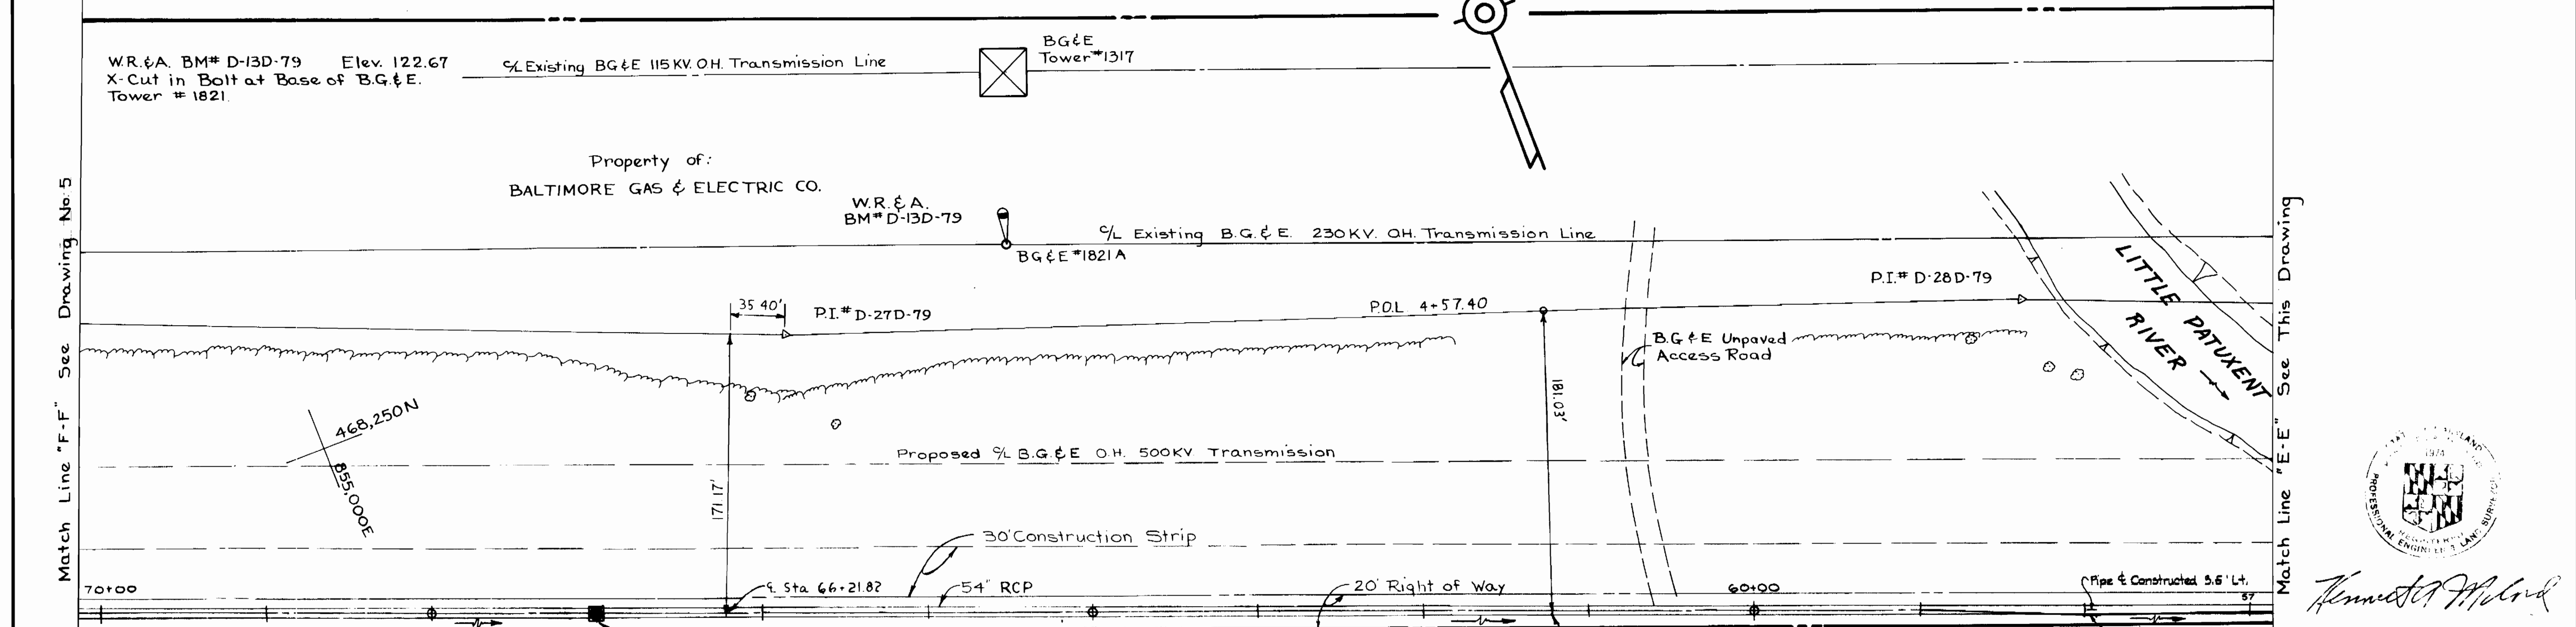 W.R.&A. BM# D-13D-79 Elev. 122.67
X-Cut in Bolt at Base of B.G.&E.
Tower # 1821.
C/L Existing BG&E 115 KV. O.H. Transmission Line
BG&E
Tower #1317
Property of:
BALTIMORE GAS & ELECTRIC CO.
W.R.&A.
BM# D-13D-79
C/L Existing B.G.&E. 230KV. O.H. Transmission Line
BG&E #1821A
Match Line "F-F" See Drawing No. 5
35 40'
P.I.# D-27D-79
P.O.L 4+57.40
P.I.# D-28D-79
LITTLE PATUXENT
RIVER
B.G&E Unpaved
Access Road
181.03'
468,250N
855,000E
Proposed C/L B.G.&E O.H. 500KV Transmission
171 17'
30' Construction Strip
70+00
℄ Sta 66+21.82
54" RCP
20' Right of Way
60+00
Pipe & Constructed 5.6' Lt.
57
Match Line "E-E" See This Drawing
1974
PROFESSIONAL ENGINEER & LAND SURVEYOR
REGISTERED